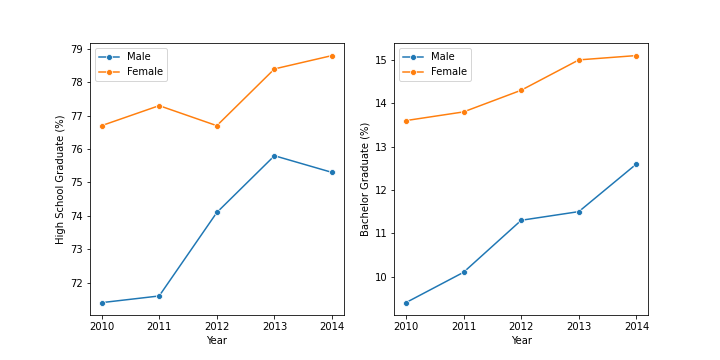 79
78
77
76
75
74
73
72
High School Graduate (%)
Male
Female
2010 2011 2012 2013 2014
Year
15
14
13
12
11
10
Bachelor Graduate (%)
Male
Female
2010 2011 2012 2013 2014
Year